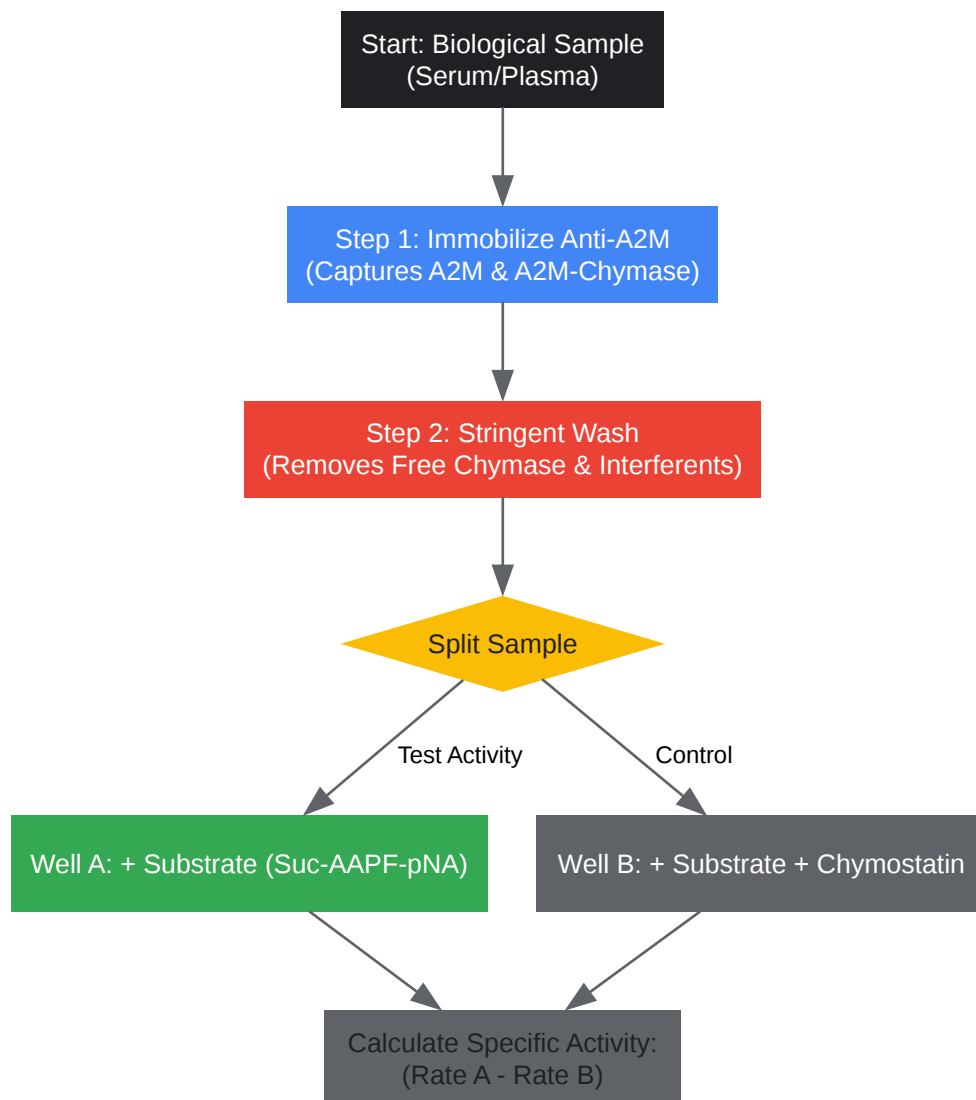 Start: Biological Sample
(Serum/Plasma)
Step 1: Immobilize Anti-A2M
(Captures A2M & A2M-Chymase)
Step 2: Stringent Wash
(Removes Free Chymase & Interferents)
Split Sample
Test Activity
Control
Well A: + Substrate (Suc-AAPF-pNA)
Well B: + Substrate + Chymostatin
Calculate Specific Activity:
(Rate A - Rate B)